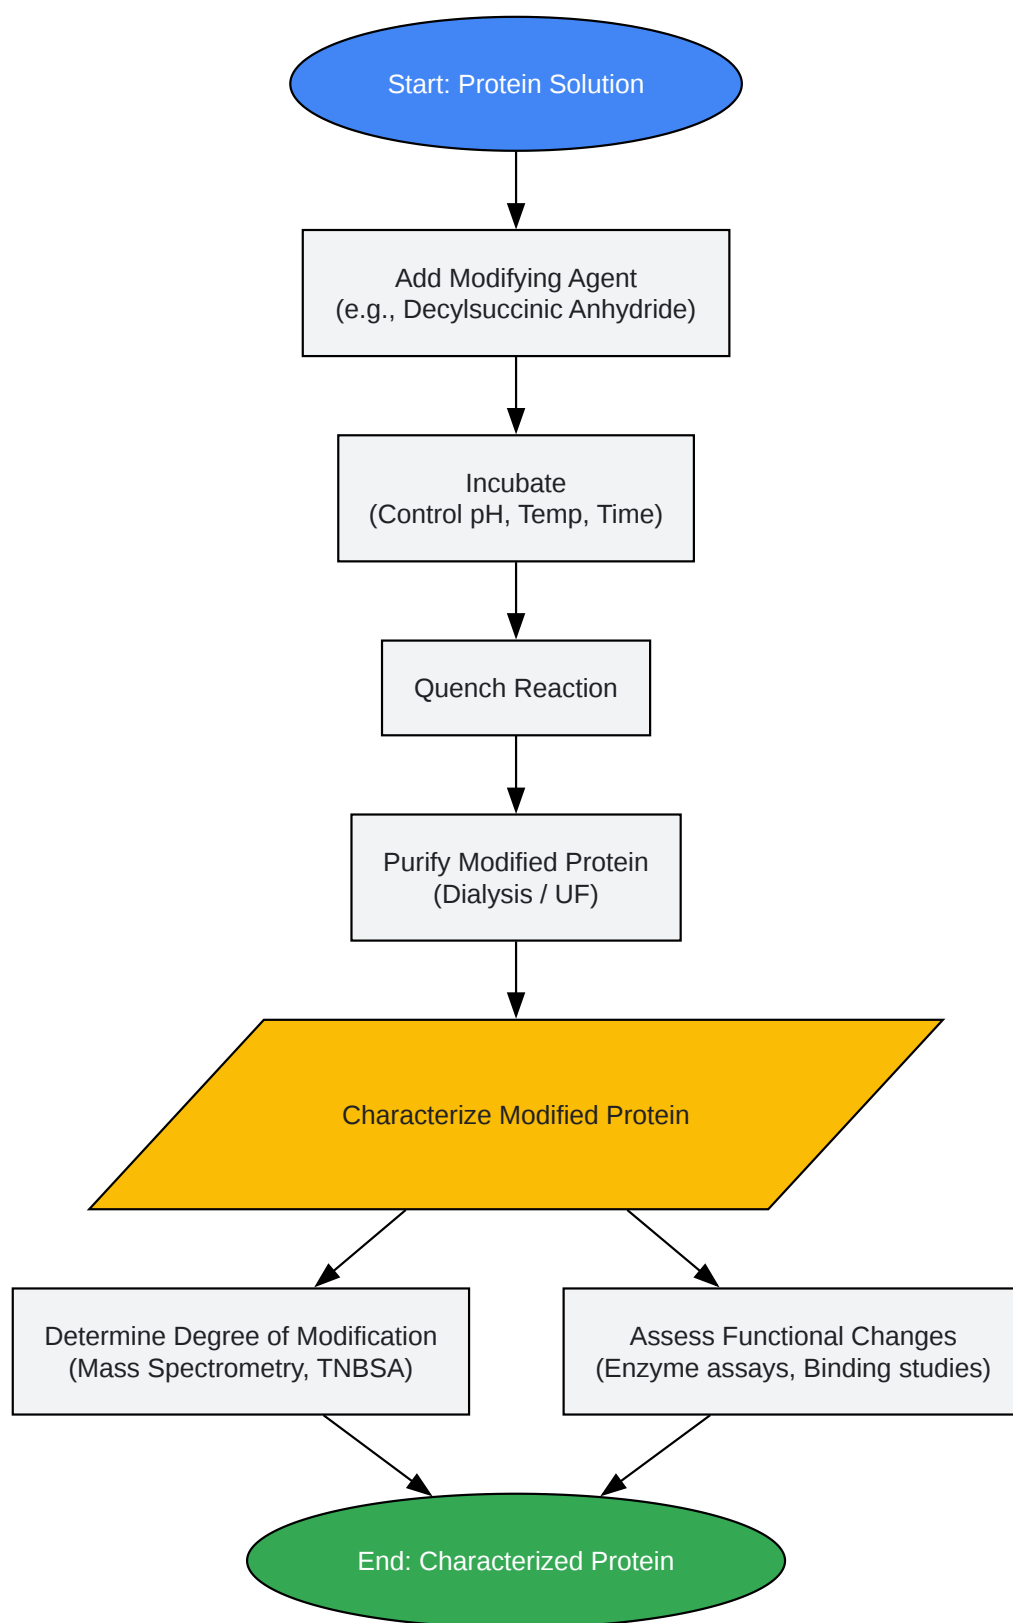 Start: Protein Solution
Add Modifying Agent
(e.g., Decylsuccinic Anhydride)
Incubate
(Control pH, Temp, Time)
Quench Reaction
Purify Modified Protein
(Dialysis / UF)
Characterize Modified Protein
Determine Degree of Modification
(Mass Spectrometry, TNBSA)
Assess Functional Changes
(Enzyme assays, Binding studies)
End: Characterized Protein